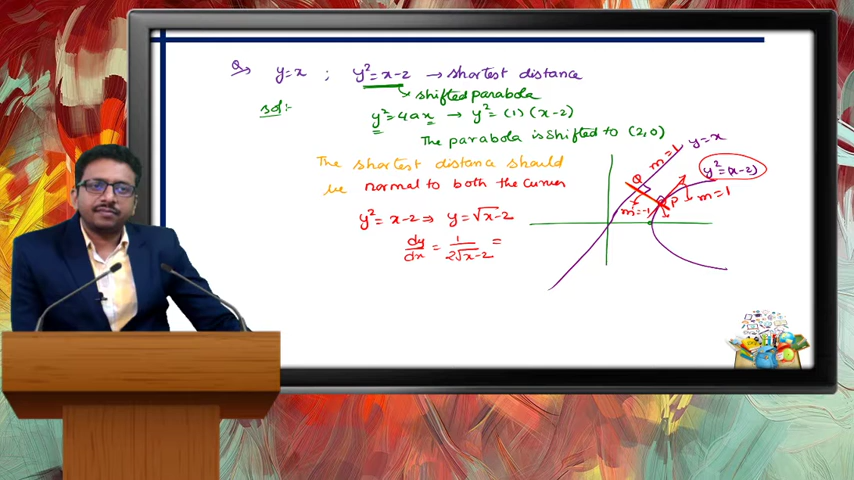 Q→ y=x ; y²=x-2 → shortest distance
→ shifted parabola
sol:-
y²=4ax → y²=(1)(x-2)
The parabola is shifted to (2,0)
The shortest distance should
be normal to both the curves
y²=x-2 ⇒ y=√x-2
dy/dx = 1/2√x-2 =
y=x
m=1
y²=(x-2)
Q
P
m=-1
m=1